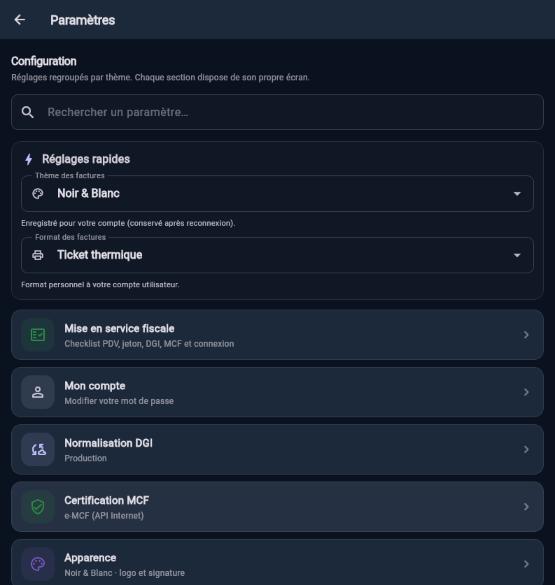 Paramètres
Configuration
Réglages regroupés par thème. Chaque section dispose de son propre écran.
Rechercher un paramètre…
Réglages rapides
Thème des factures
Noir & Blanc
Enregistré pour votre compte (conservé après reconnexion).
Format des factures
Ticket thermique
Format personnel à votre compte utilisateur.
Mise en service fiscale
Checklist PDV, jeton, DGI, MCF et connexion
Mon compte
Modifier votre mot de passe
Normalisation DGI
Production
Certification MCF
e-MCF (API Internet)
Apparence
Noir & Blanc · logo et signature